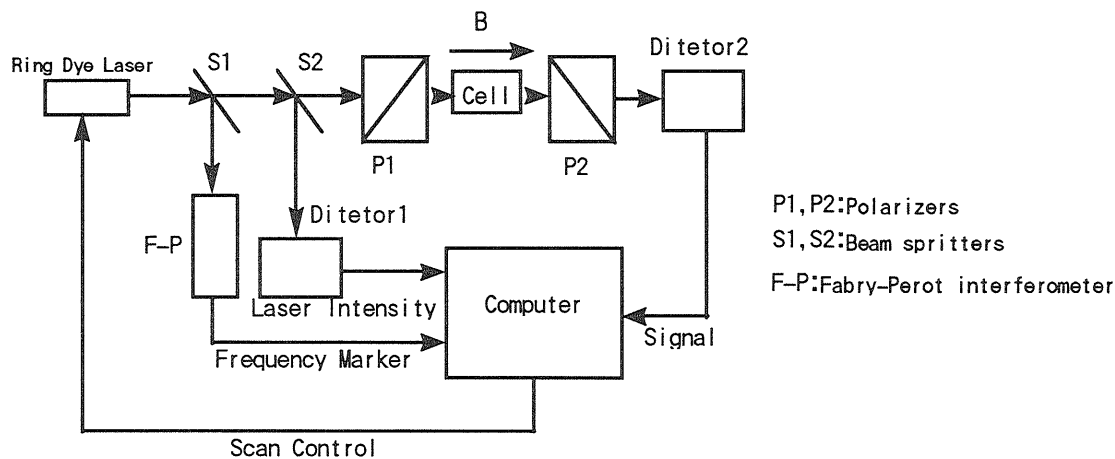 B
Ring Dye Laser
S1
S2
Ditetor2
Cell
P1
P2
Ditetor1
F-P
P1,P2:Polarizers
S1,S2:Beam spritters
F-P:Fabry-Perot interferometer
Computer
Laser Intensity
Signal
Frequency Marker
Scan Control